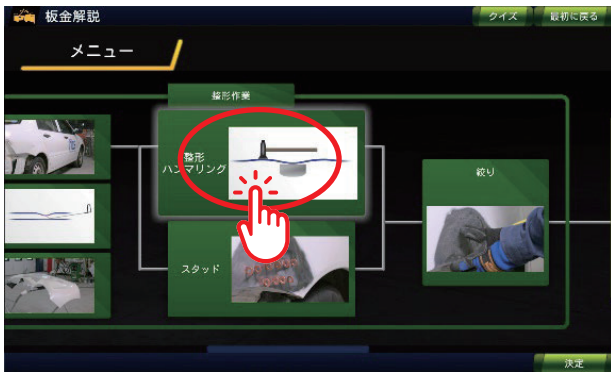 板金解説
クイズ
最初に戻る
メニュー
整形作業
整形
ハンマリング
絞り
スタッド
決定